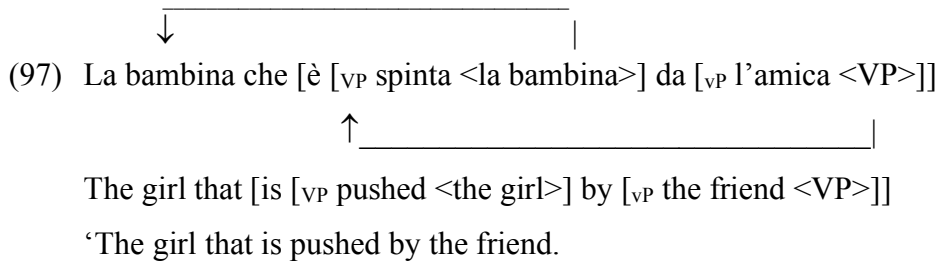 (97) La bambina che [è [VP spinta <la bambina>] da [vP l’amica <VP>]]
The girl that [is [VP pushed <the girl>] by [vP the friend <VP>]]
‘The girl that is pushed by the friend.